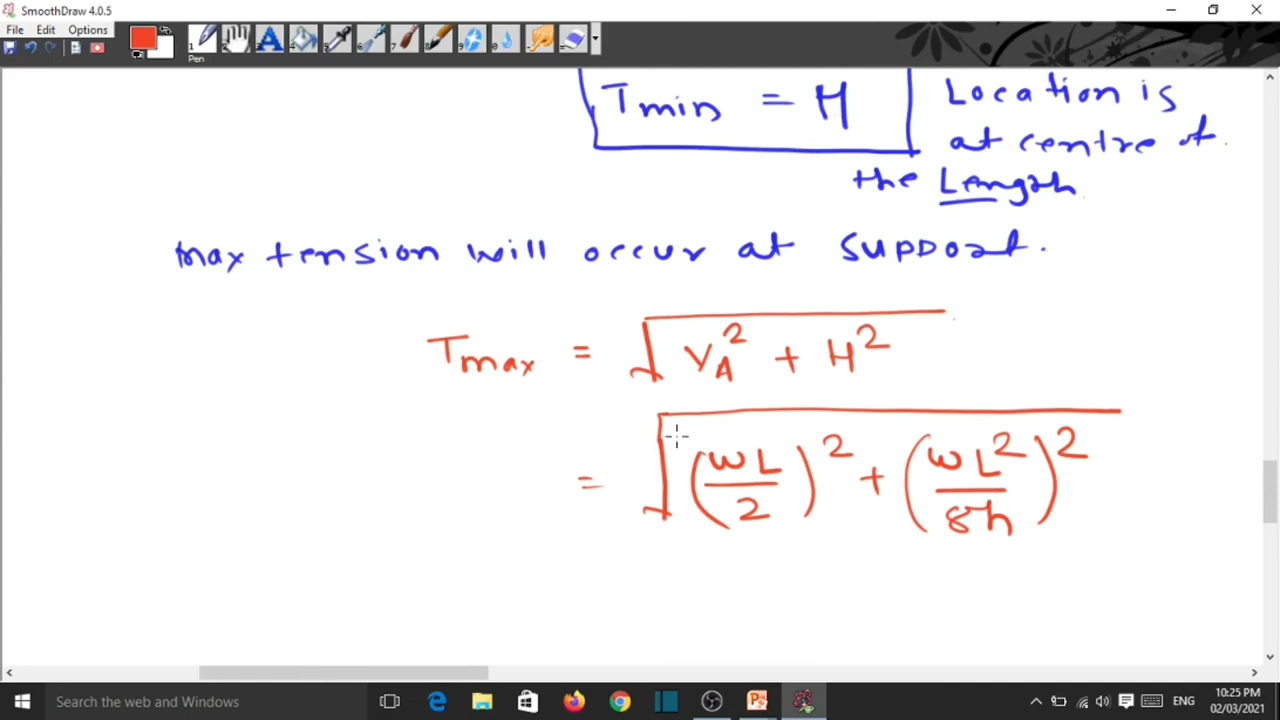 SmoothDraw 4.0.5
File Edit Options
Pen
Tmin = H Location is
at centre of
the Length
max tension will occur at support.
Tmax = √(VA² + H²)
= √((wL/2)² + (wL²/8h)²)
Search the web and Windows
ENG
10:25 PM
02/03/2021